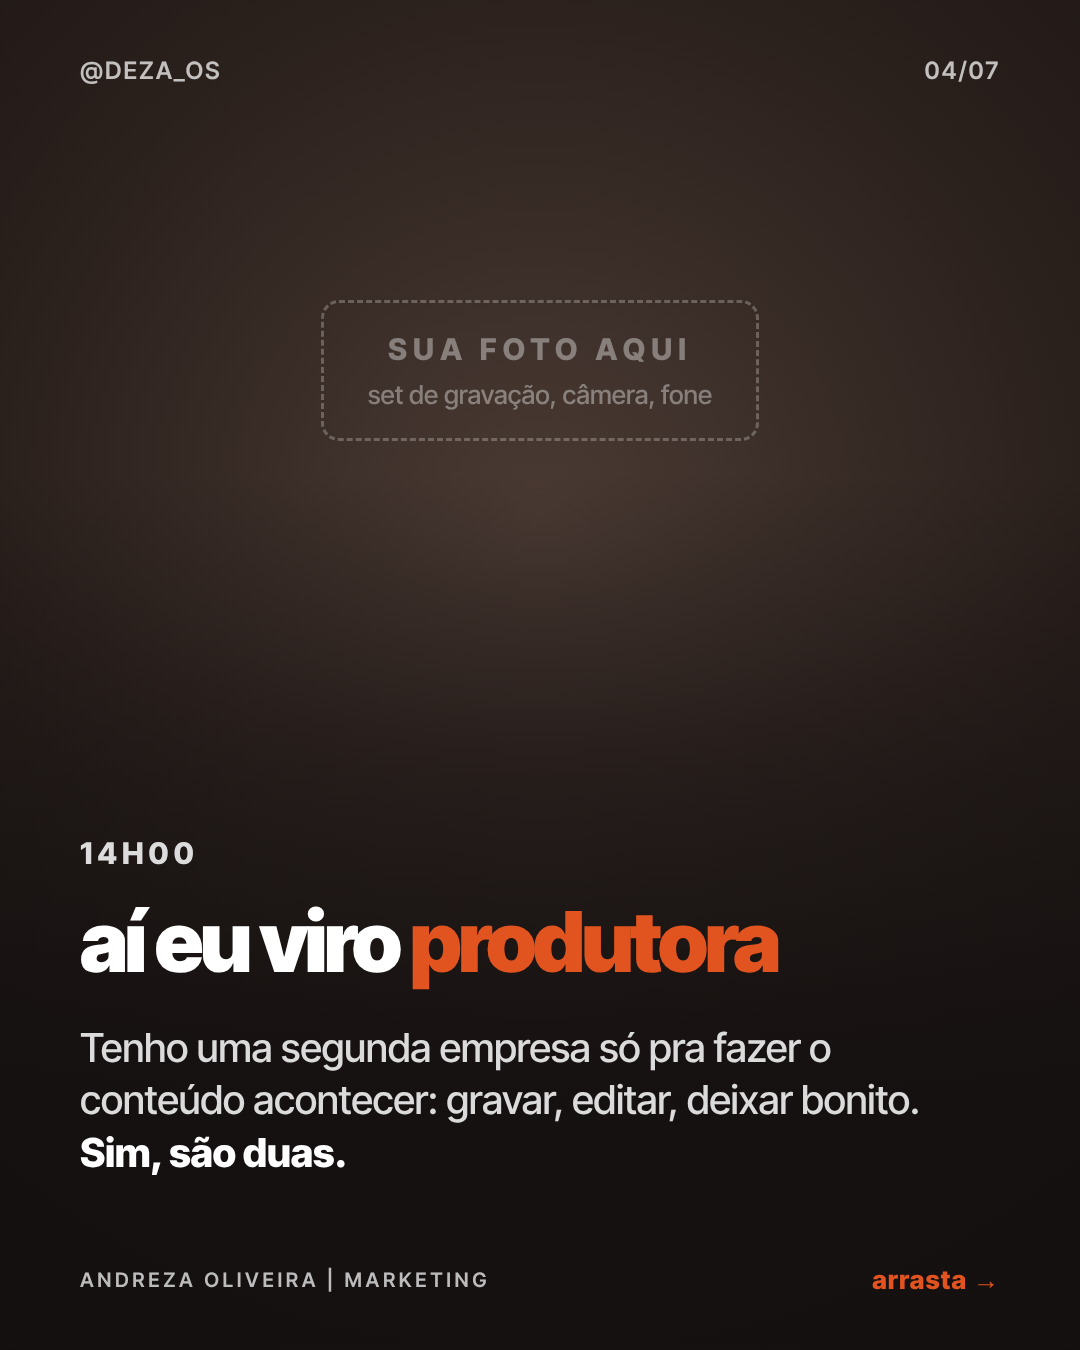 @DEZA_OS
04/07
SUA FOTO AQUI
set de gravação, câmera, fone
14H00
aí eu viro produtora
Tenho uma segunda empresa só pra fazer o
conteúdo acontecer: gravar, editar, deixar bonito.
Sim, são duas.
ANDREZA OLIVEIRA | MARKETING
arrasta →